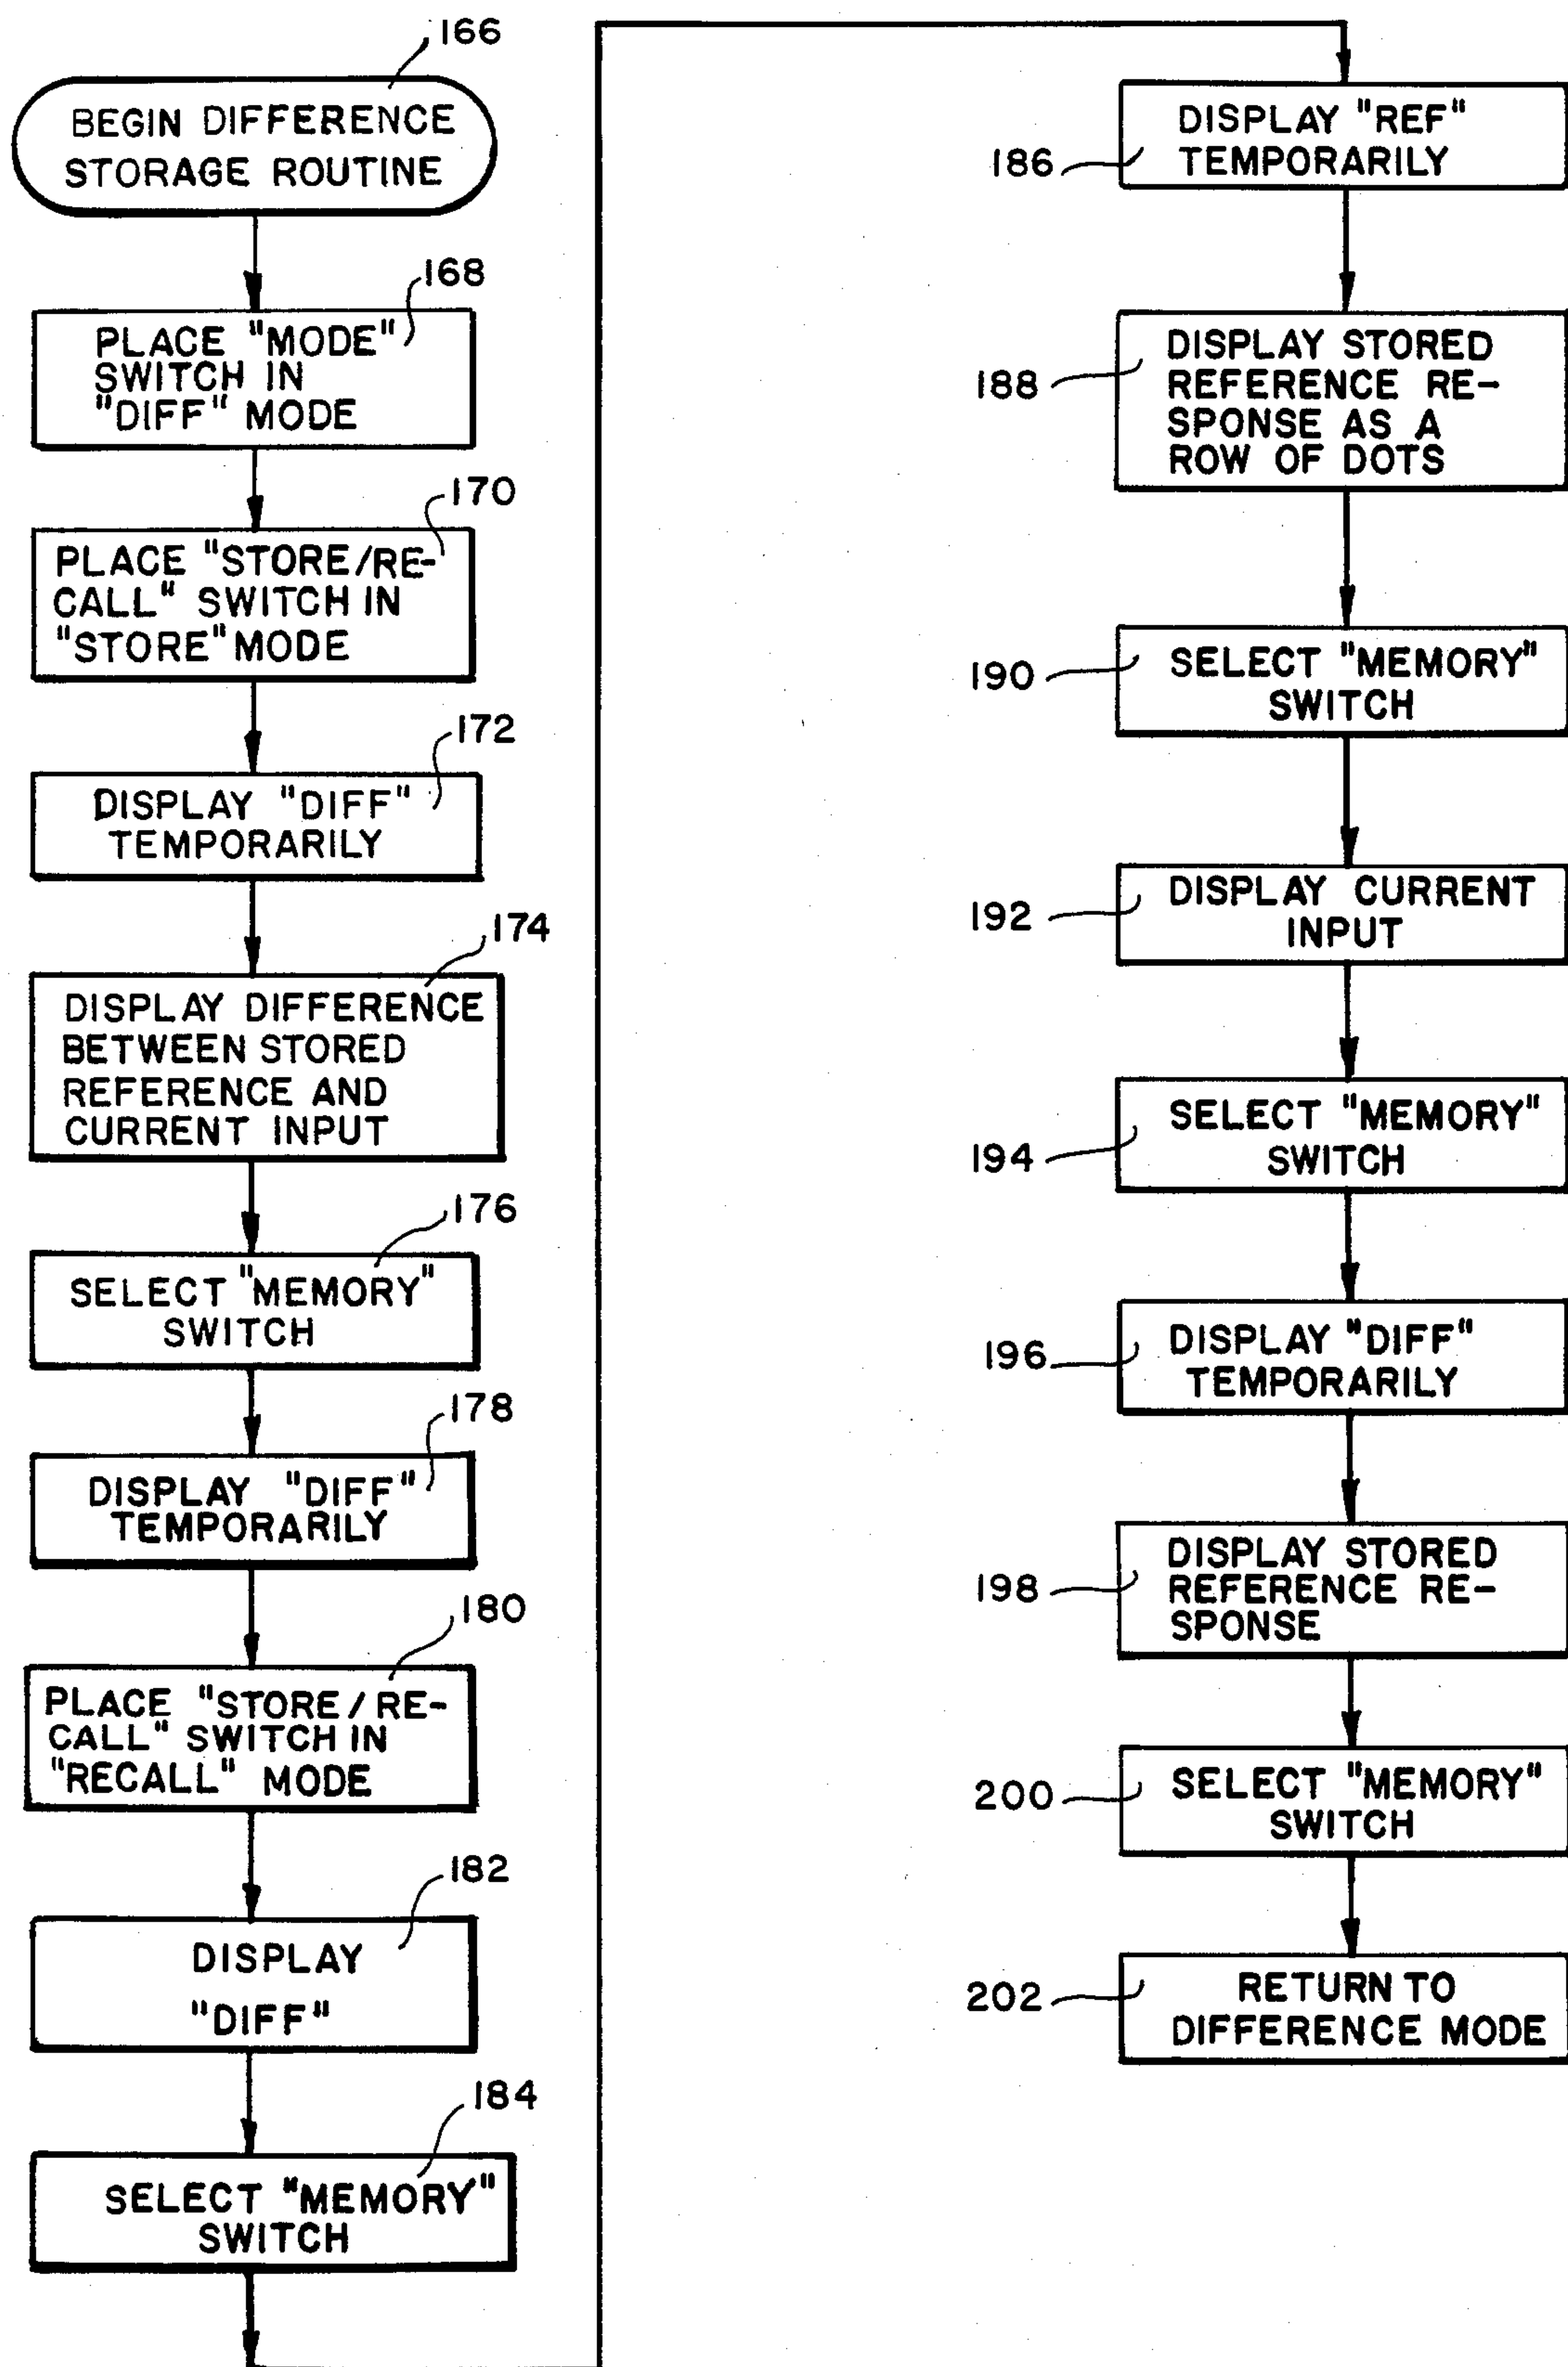 166
BEGIN DIFFERENCE
STORAGE ROUTINE
168
PLACE "MODE"
SWITCH IN
"DIFF" MODE
170
PLACE "STORE/RE-
CALL" SWITCH IN
"STORE" MODE
172
DISPLAY "DIFF"
TEMPORARILY
174
DISPLAY DIFFERENCE
BETWEEN STORED
REFERENCE AND
CURRENT INPUT
176
SELECT "MEMORY"
SWITCH
178
DISPLAY "DIFF"
TEMPORARILY
180
PLACE "STORE/RE-
CALL" SWITCH IN
"RECALL" MODE
182
DISPLAY
"DIFF"
184
SELECT "MEMORY"
SWITCH
186
DISPLAY "REF"
TEMPORARILY
188
DISPLAY STORED
REFERENCE RE-
SPONSE AS A
ROW OF DOTS
190
SELECT "MEMORY"
SWITCH
192
DISPLAY CURRENT
INPUT
194
SELECT "MEMORY"
SWITCH
196
DISPLAY "DIFF"
TEMPORARILY
198
DISPLAY STORED
REFERENCE RE-
SPONSE
200
SELECT "MEMORY"
SWITCH
202
RETURN TO
DIFFERENCE MODE